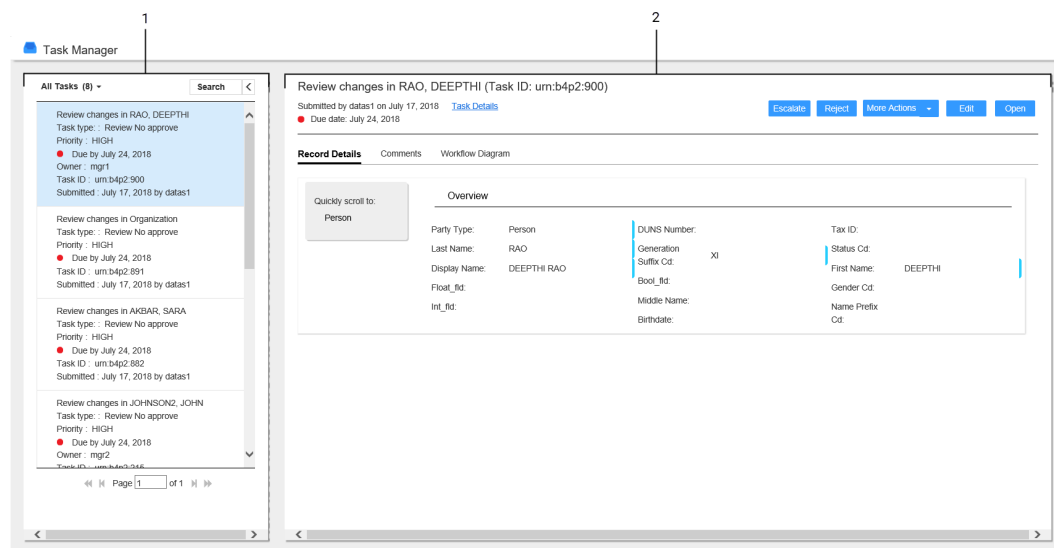 1
2
Task Manager
All Tasks (8)
Search
Review changes in RAO, DEEPTHI
Task type: : Review No approve
Priority : HIGH
Due by July 24, 2018
Owner : mgr1
Task ID : urn:b4p2:900
Submitted : July 17, 2018 by datas1
Review changes in Organization
Task type: : Review No approve
Priority : HIGH
Due by July 24, 2018
Task ID : urn:b4p2:891
Submitted : July 17, 2018 by datas1
Review changes in AKBAR, SARA
Task type: : Review No approve
Priority : HIGH
Due by July 24, 2018
Task ID : urn:b4p2:882
Submitted : July 17, 2018 by datas1
Review changes in JOHNSON2, JOHN
Task type: : Review No approve
Priority : HIGH
Due by July 24, 2018
Owner : mgr2
Task ID : urn:b4p2:216
Page 1 of 1
Review changes in RAO, DEEPTHI (Task ID: urn:b4p2:900)
Submitted by datas1 on July 17, 2018 Task Details
Due date: July 24, 2018
Escalate Reject More Actions Edit Open
Record Details Comments Workflow Diagram
Quickly scroll to:
Person
Overview
Party Type: Person DUNS Number: Tax ID:
Last Name: RAO Generation Suffix Cd: XI Status Cd:
Display Name: DEEPTHI RAO Bool_fld: First Name: DEEPTHI
Float_fld: Middle Name: Gender Cd:
Int_fld: Birthdate: Name Prefix Cd: